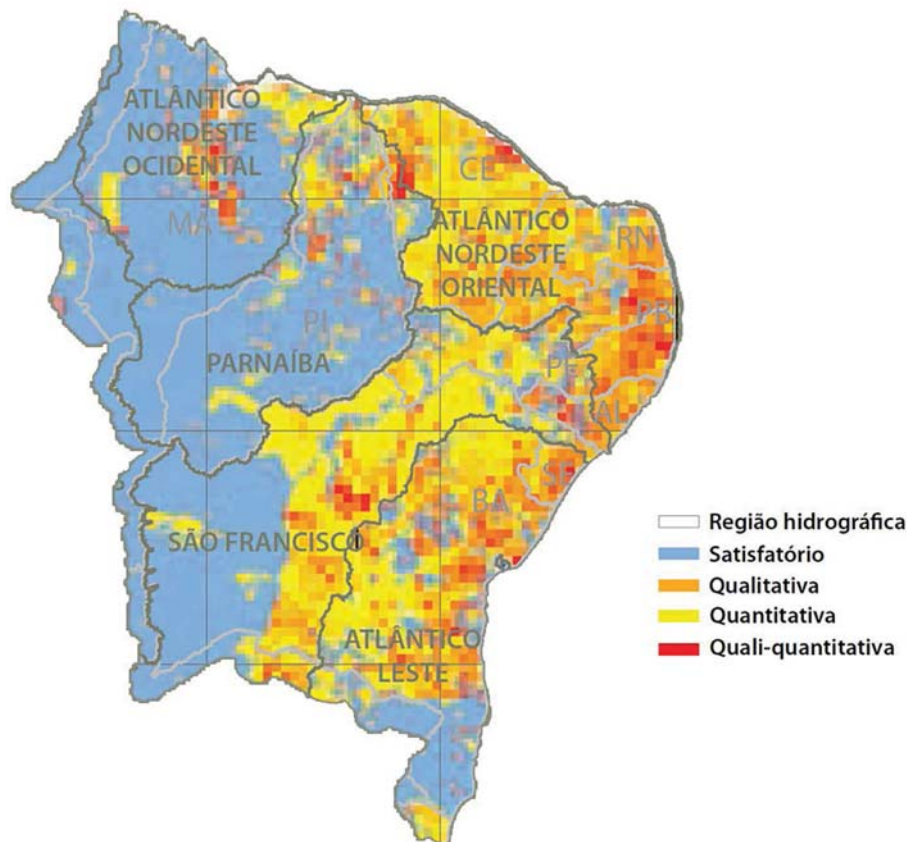 ATLÂNTICO
NORDESTE
OCIDENTAL
CE
MA
ATLÂNTICO
NORDESTE
ORIENTAL
RN
PB
PI
PARNAÍBA
PE
AL
SE
BA
SÃO FRANCISCO
ATLÂNTICO
LESTE
Região hidrográfica
Satisfatório
Qualitativa
Quantitativa
Quali-quantitativa